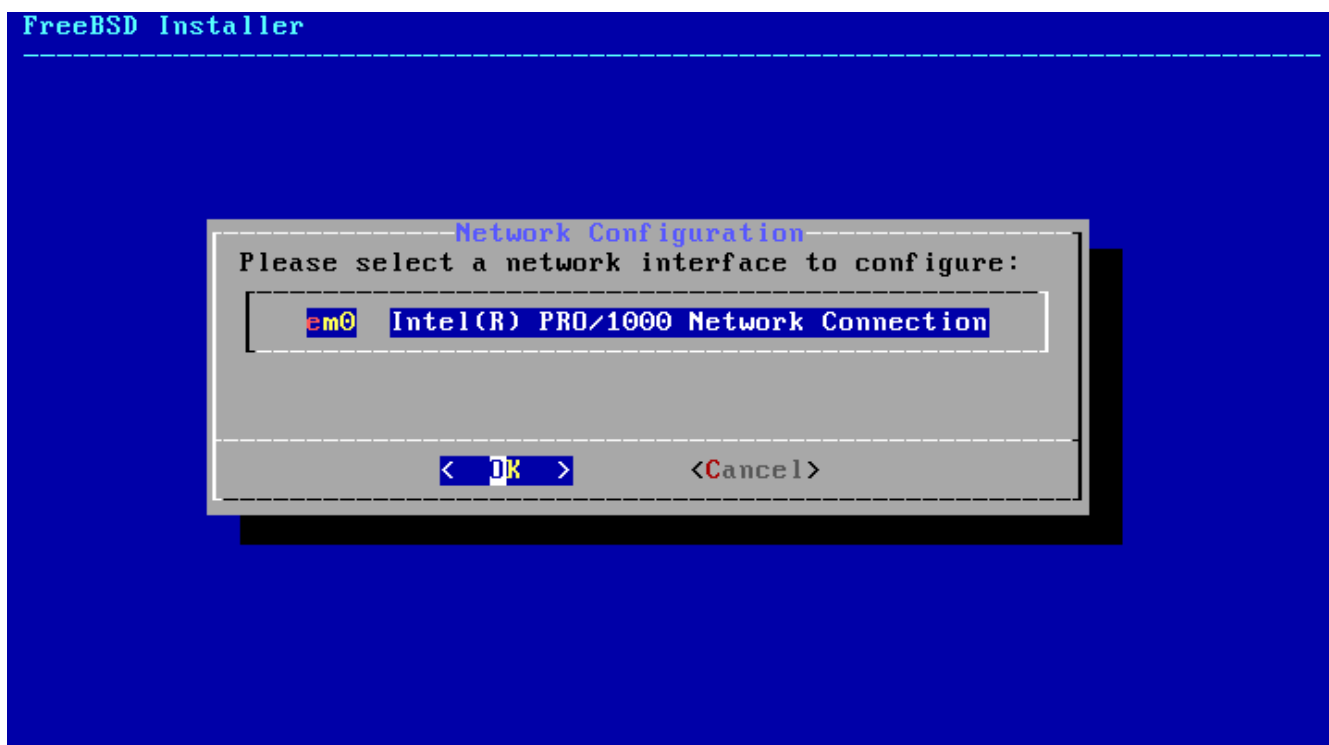 FreeBSD Installer
Network Configuration
Please select a network interface to configure:
em0 Intel(R) PRO/1000 Network Connection
< OK > <Cancel>